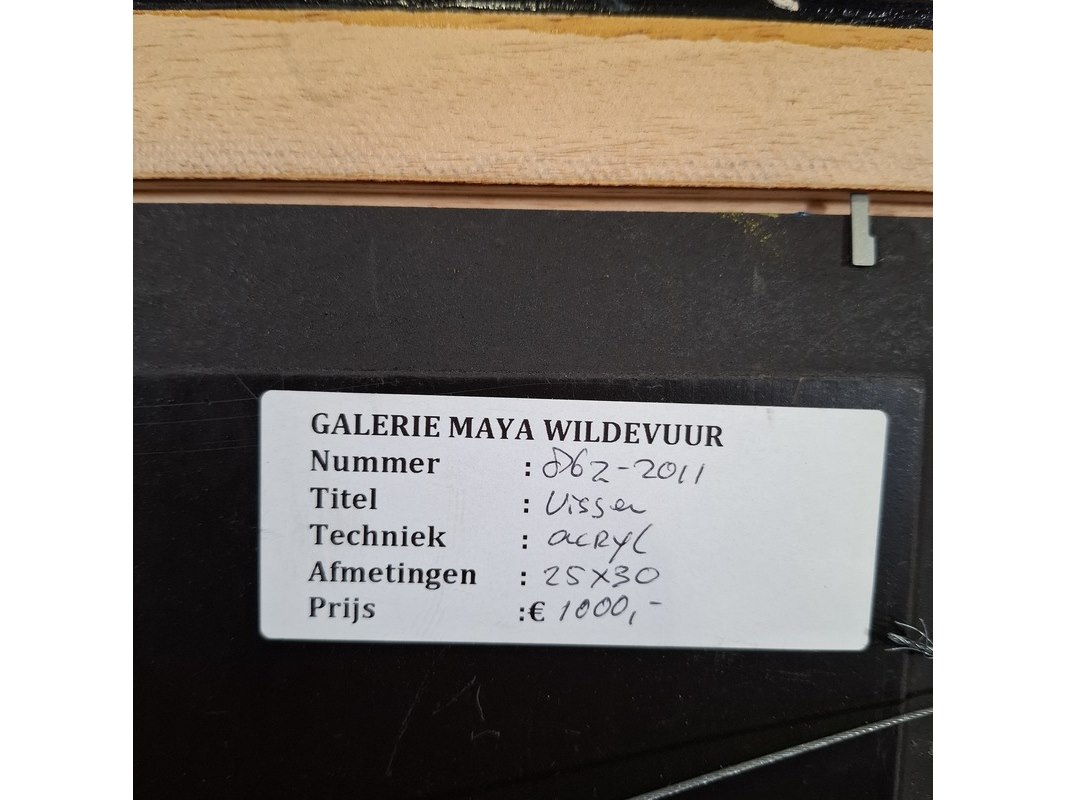 GALERIE MAYA WILDEVUUR
Nummer : 862-2011
Titel : Vissen
Techniek : acryl
Afmetingen : 25x30
Prijs :€ 1000,-